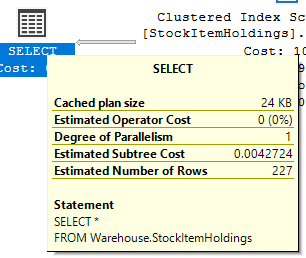 Clustered Index Sc
[StockItemHoldings].
SELECT
Cost: 10
Cost:
SELECT
Cached plan size 24 KB
Estimated Operator Cost 0 (0%)
Degree of Parallelism 1
Estimated Subtree Cost 0.0042724
Estimated Number of Rows 227
Statement
SELECT *
FROM Warehouse.StockItemHoldings